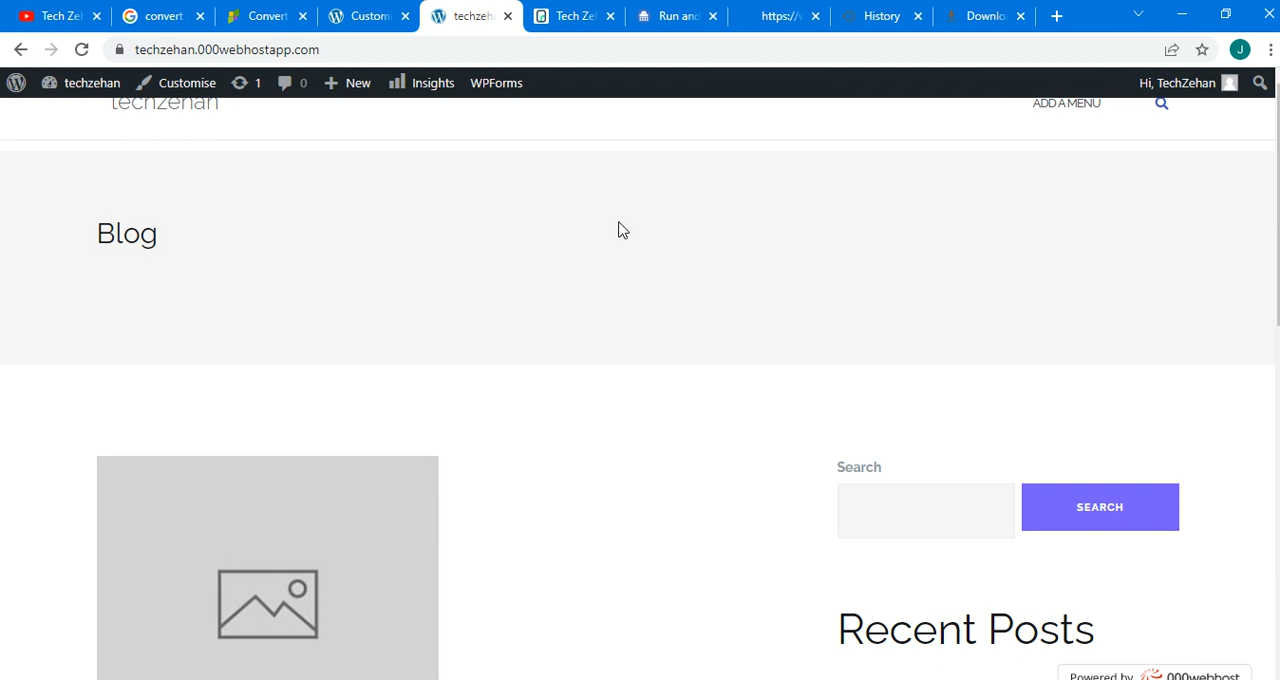 Tech Ze
convert
Convert
Custom
techzeh
Tech Ze
Run and
https://
History
Downlo
techzehan.000webhostapp.com
J
techzehan
Customise
1
0
New
Insights
WPForms
Hi, TechZehan
techzehan
ADD A MENU
Blog
Search
SEARCH
Recent Posts
Powered by 000webhost